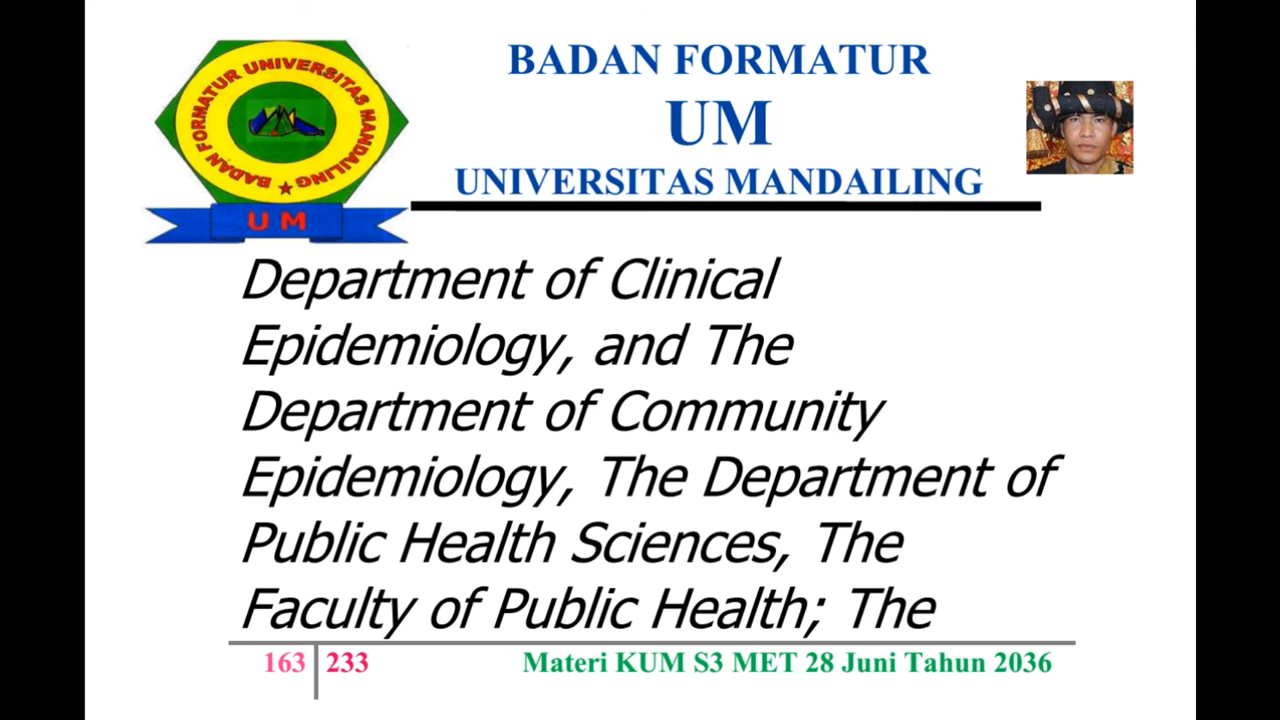 BADAN FORMATUR UNIVERSITAS MANDAILING
U M
BADAN FORMATUR
UM
UNIVERSITAS MANDAILING
Department of Clinical
Epidemiology, and The
Department of Community
Epidemiology, The Department of
Public Health Sciences, The
Faculty of Public Health; The
163 233
Materi KUM S3 MET 28 Juni Tahun 2036